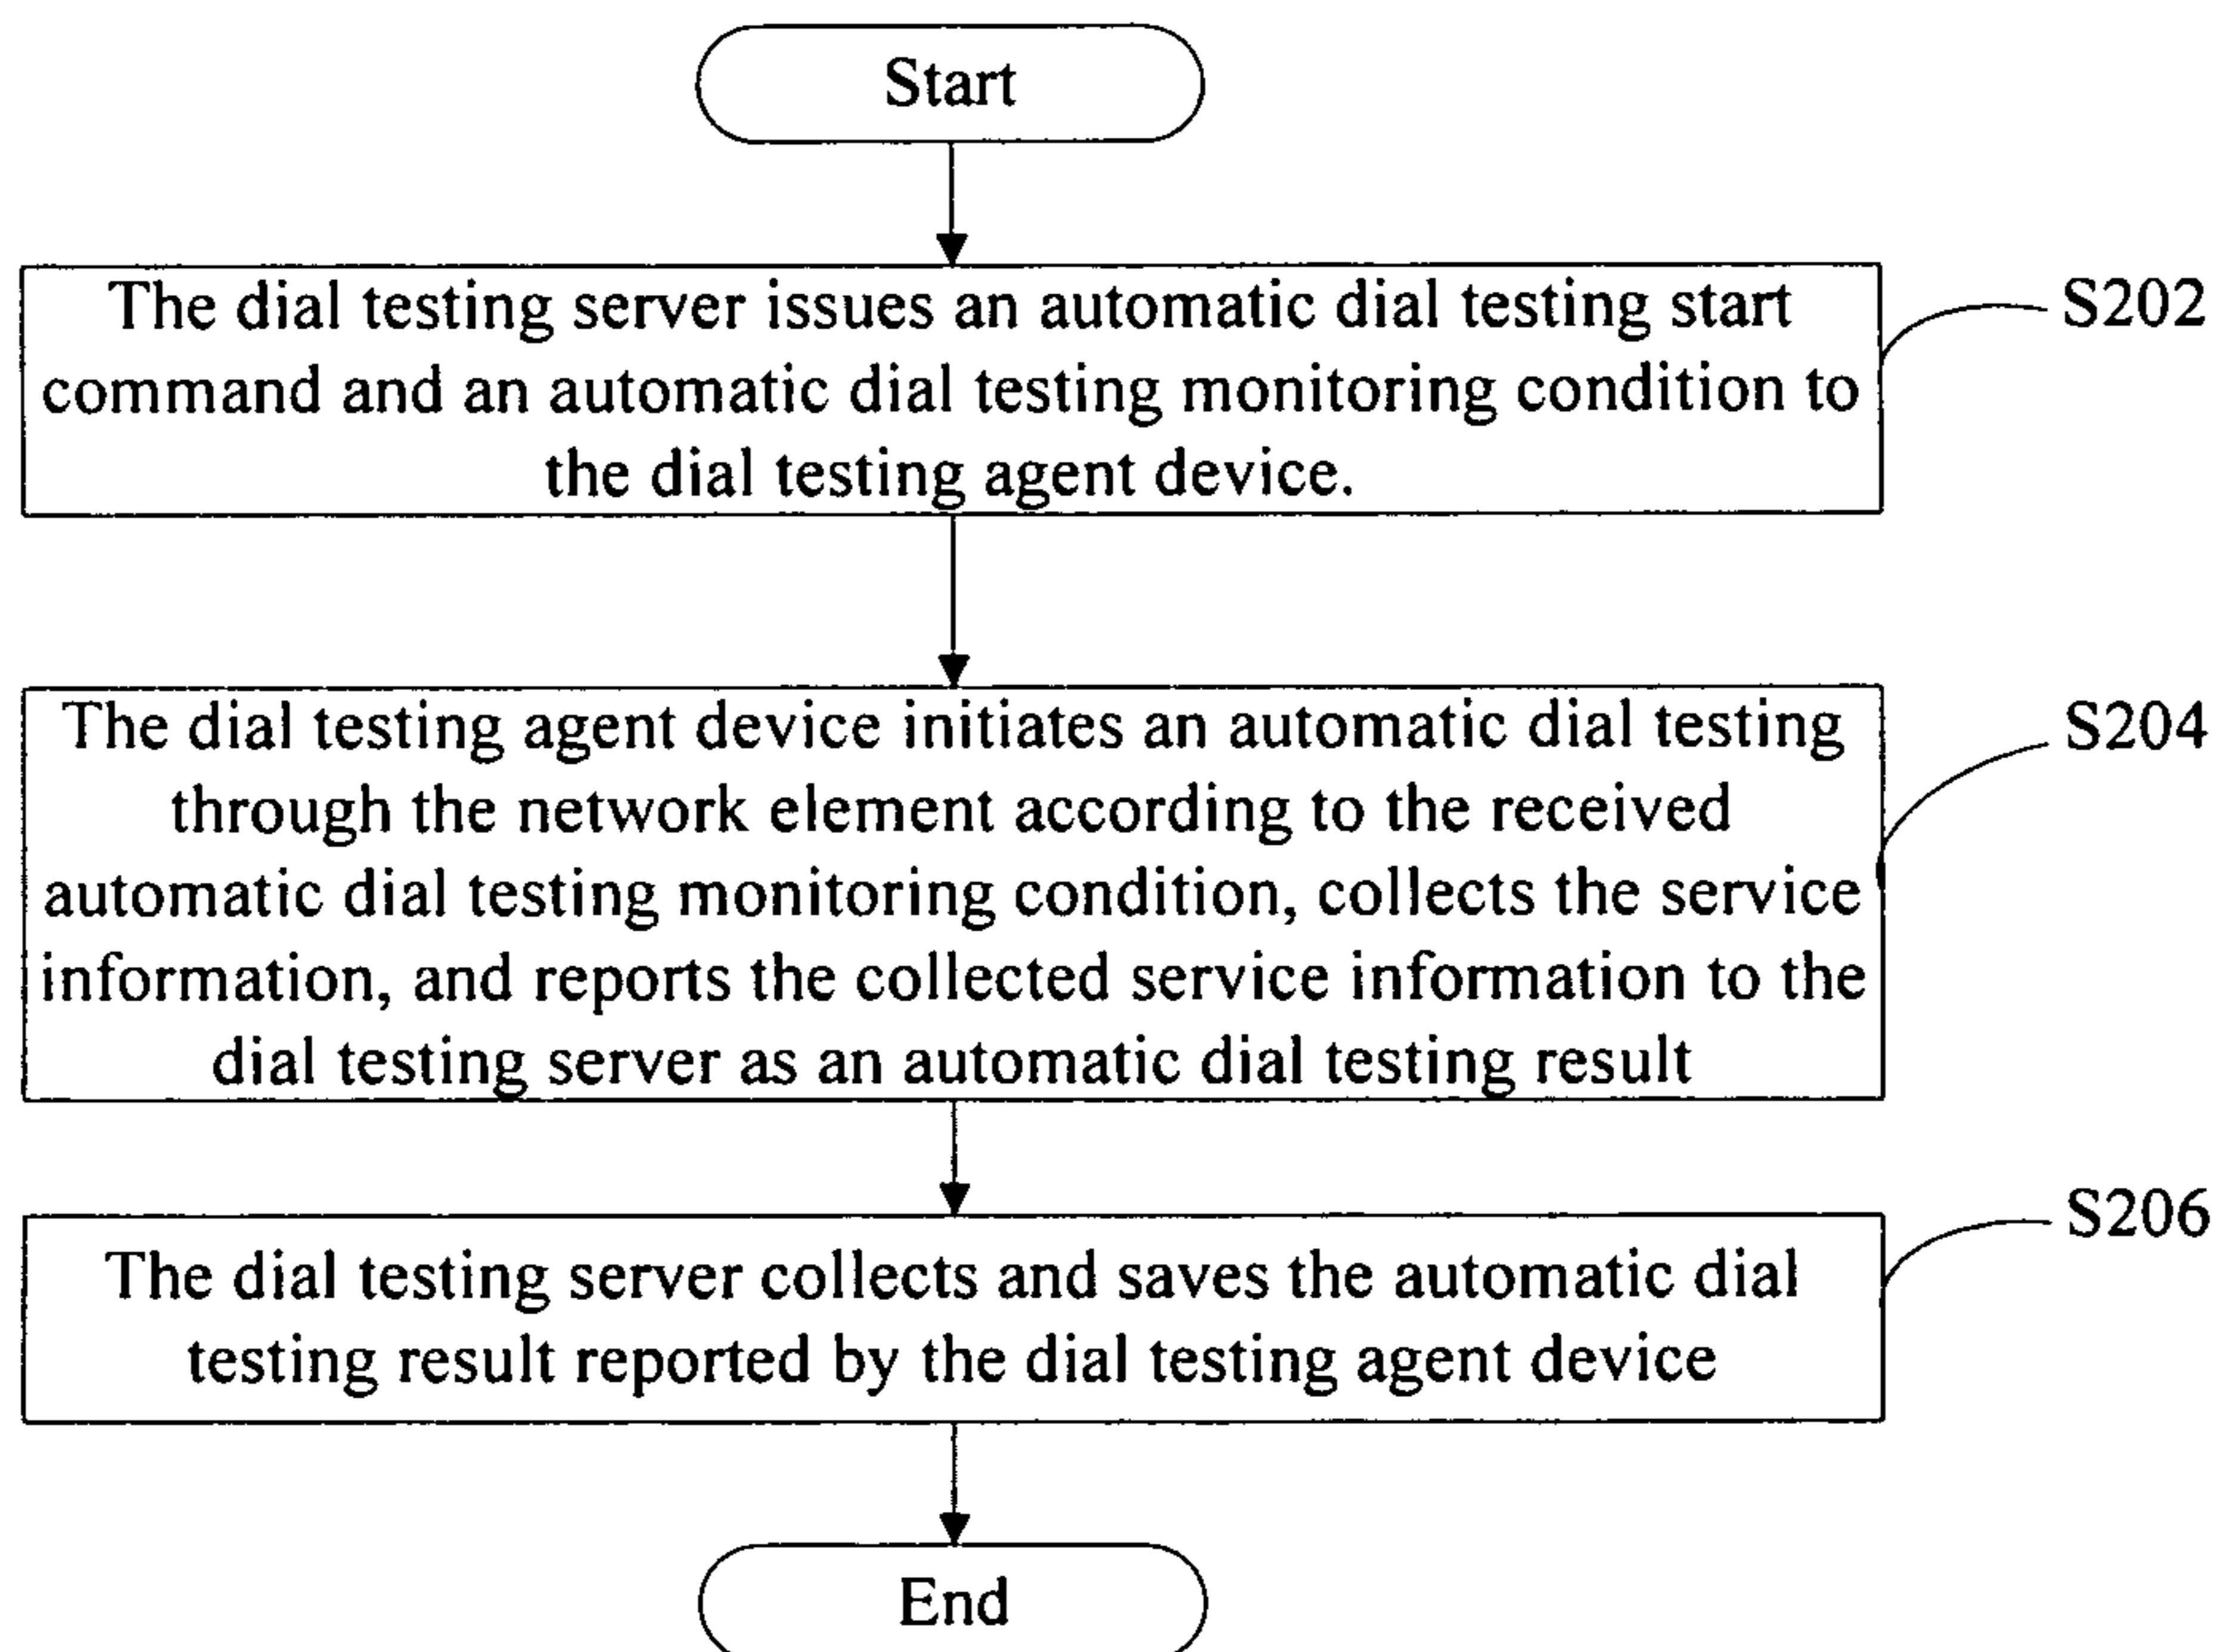 Start
The dial testing server issues an automatic dial testing start
command and an automatic dial testing monitoring condition to
the dial testing agent device.
S202
The dial testing agent device initiates an automatic dial testing
through the network element according to the received
automatic dial testing monitoring condition, collects the service
information, and reports the collected service information to the
dial testing server as an automatic dial testing result
S204
The dial testing server collects and saves the automatic dial
testing result reported by the dial testing agent device
S206
End